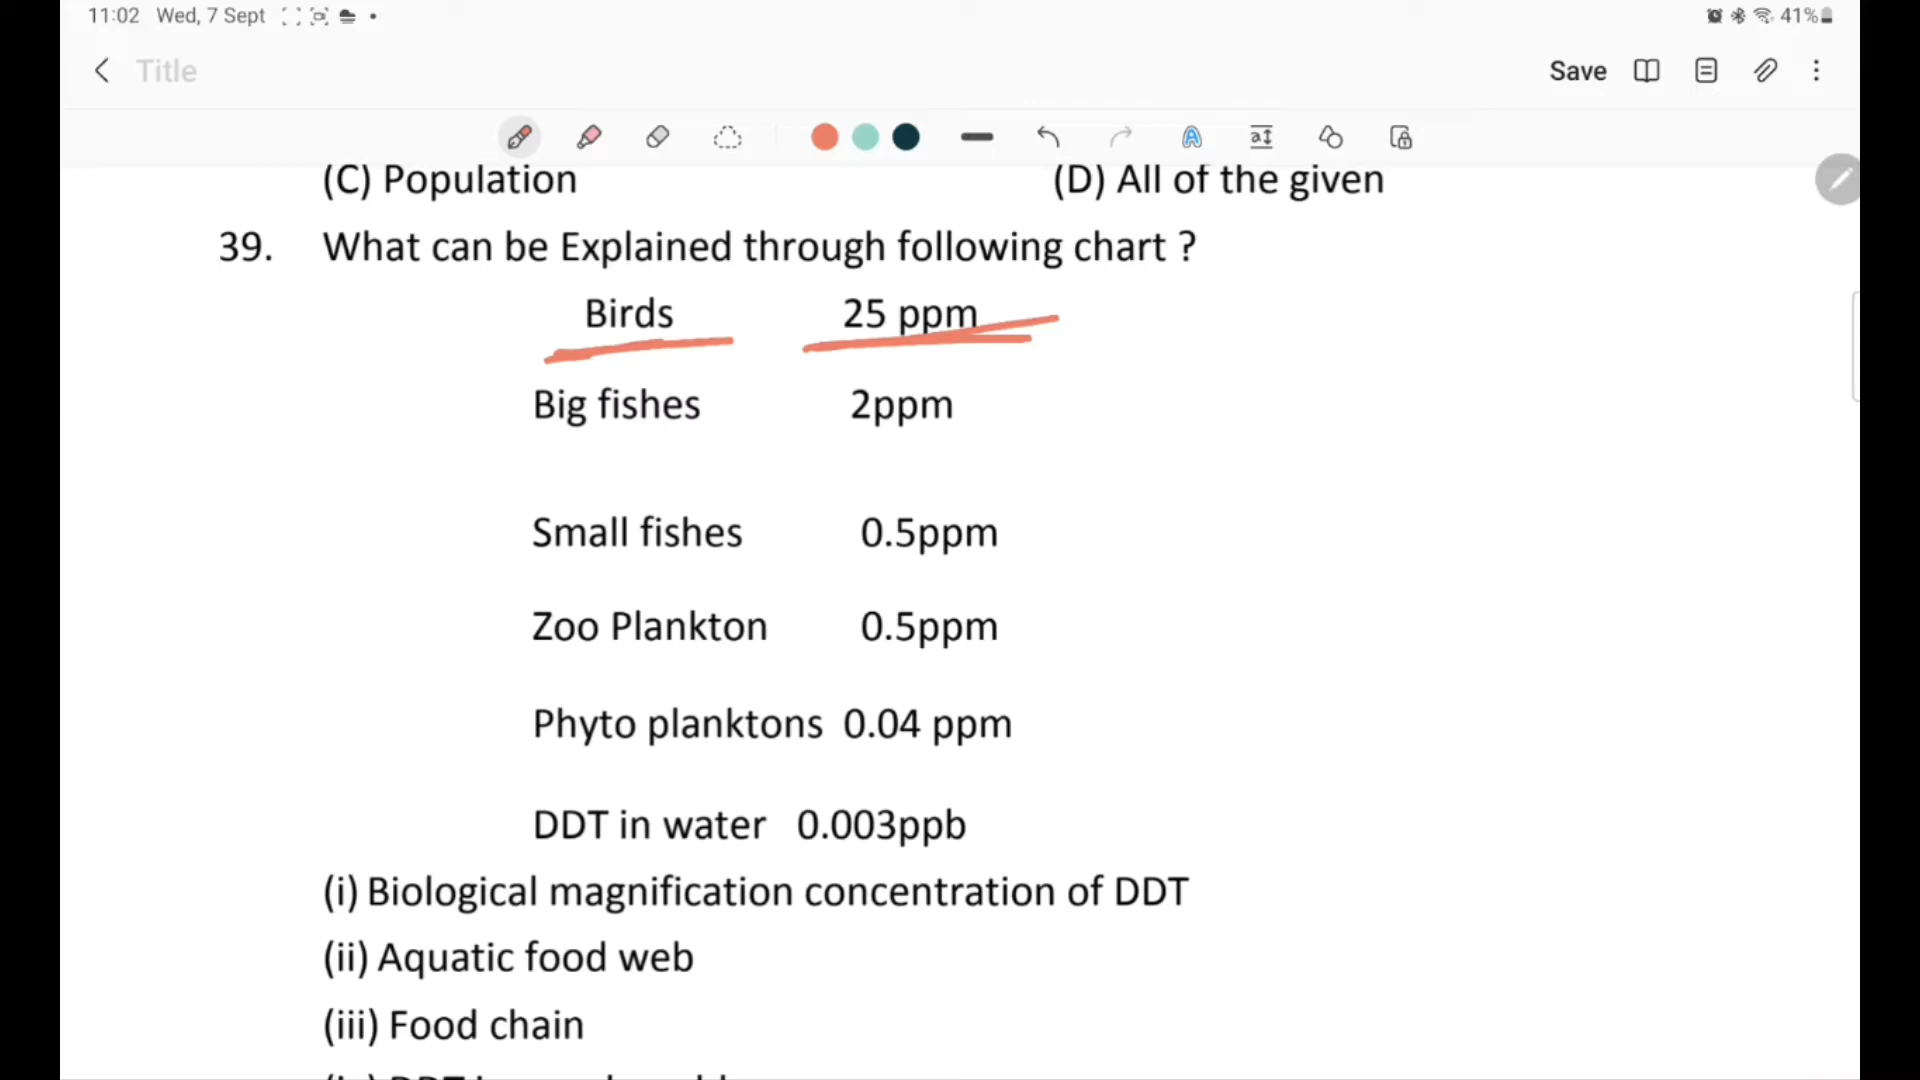 11:02 Wed, 7 Sept 41%
Title Save
(C) Population (D) All of the given
39. What can be Explained through following chart ?
Birds 25 ppm
Big fishes 2ppm
Small fishes 0.5ppm
Zoo Plankton 0.5ppm
Phyto planktons 0.04 ppm
DDT in water 0.003ppb
(i) Biological magnification concentration of DDT
(ii) Aquatic food web
(iii) Food chain